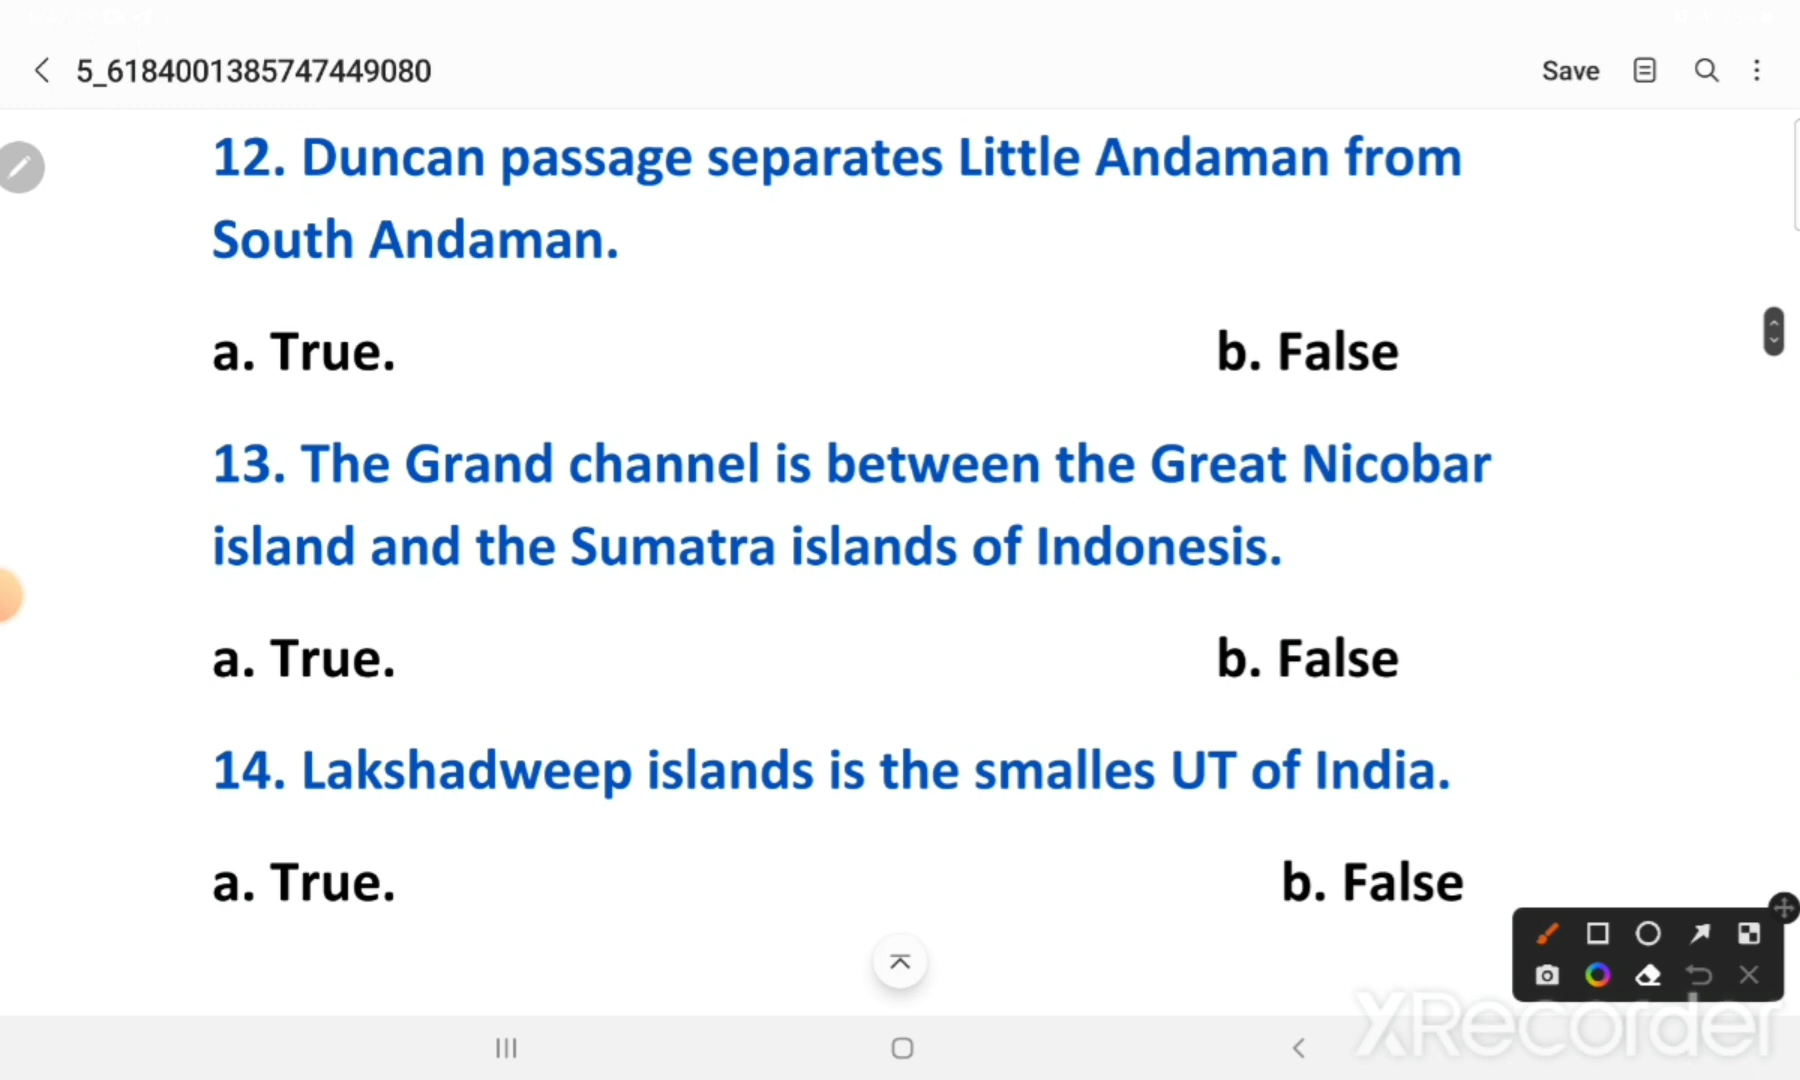 5_6184001385747449080
Save
12. Duncan passage separates Little Andaman from
South Andaman.
a. True. b. False
13. The Grand channel is between the Great Nicobar
island and the Sumatra islands of Indonesis.
a. True. b. False
14. Lakshadweep islands is the smalles UT of India.
a. True. b. False
XRecorder